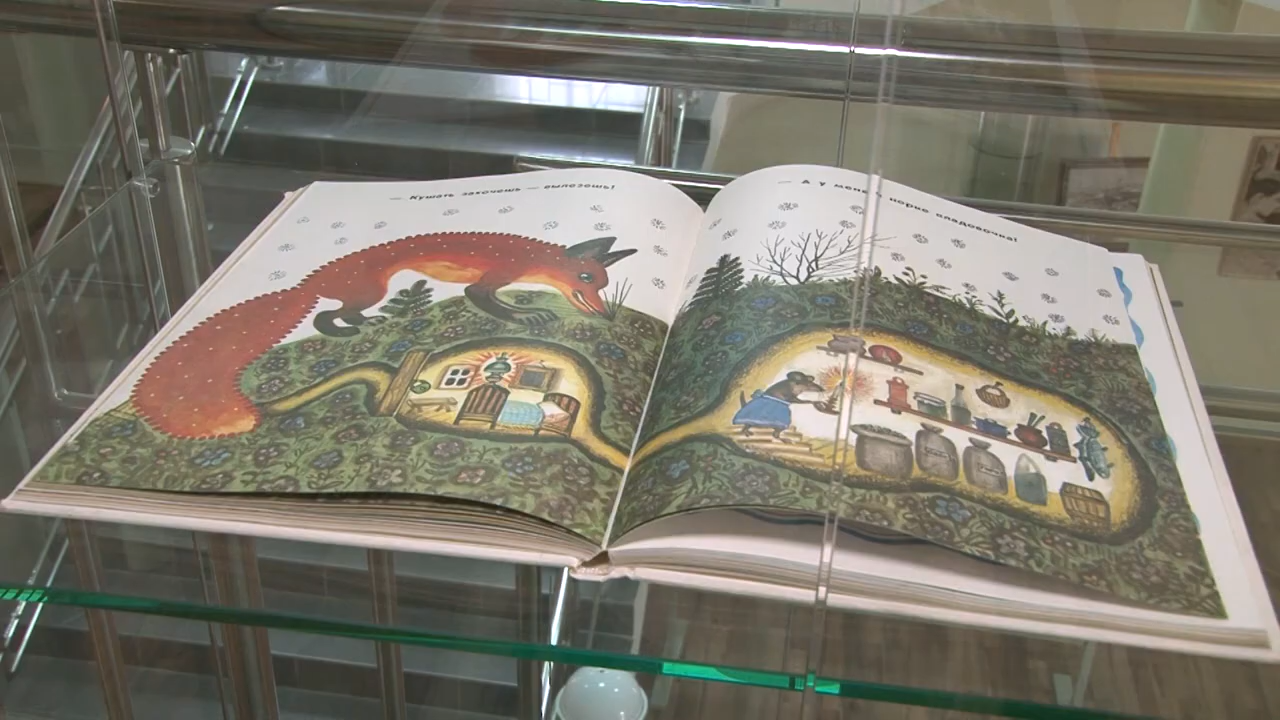 — Кушать захочешь — вылезешь!
— А у меня в норке кладовочка!